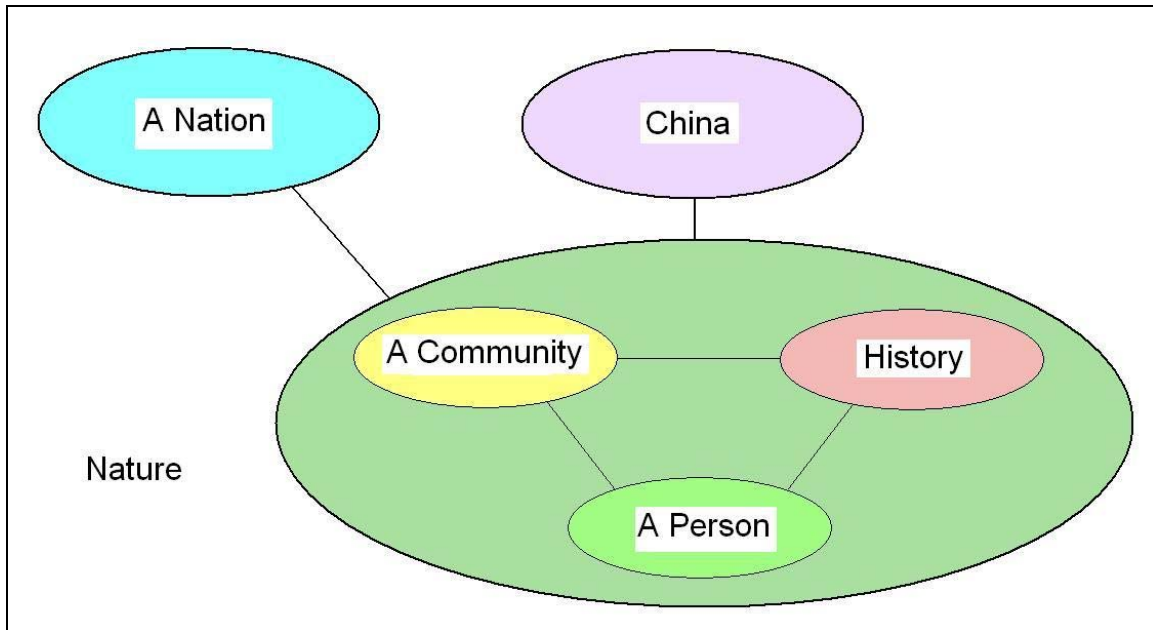 A Nation
China
A Community
History
Nature
A Person